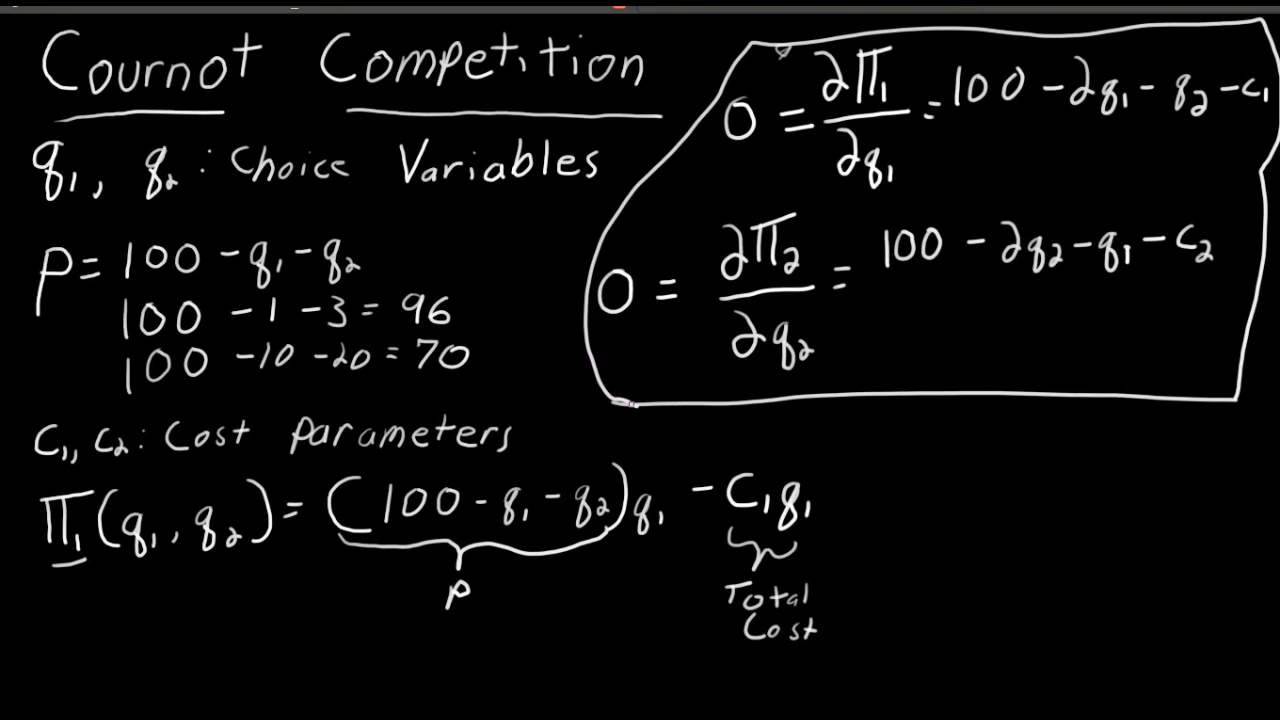 Cournot Competition
q₁, q₂ : Choice Variables
P = 100 - q₁ - q₂
100 - 1 - 3 = 96
100 - 10 - 20 = 70
C₁, C₂ : Cost Parameters
Π₁(q₁, q₂) = (100 - q₁ - q₂)q₁ - C₁q₁
P
Total
Cost
0 = ∂Π₁/∂q₁ = 100 - 2q₁ - q₂ - C₁
0 = ∂Π₂/∂q₂ = 100 - 2q₂ - q₁ - C₂